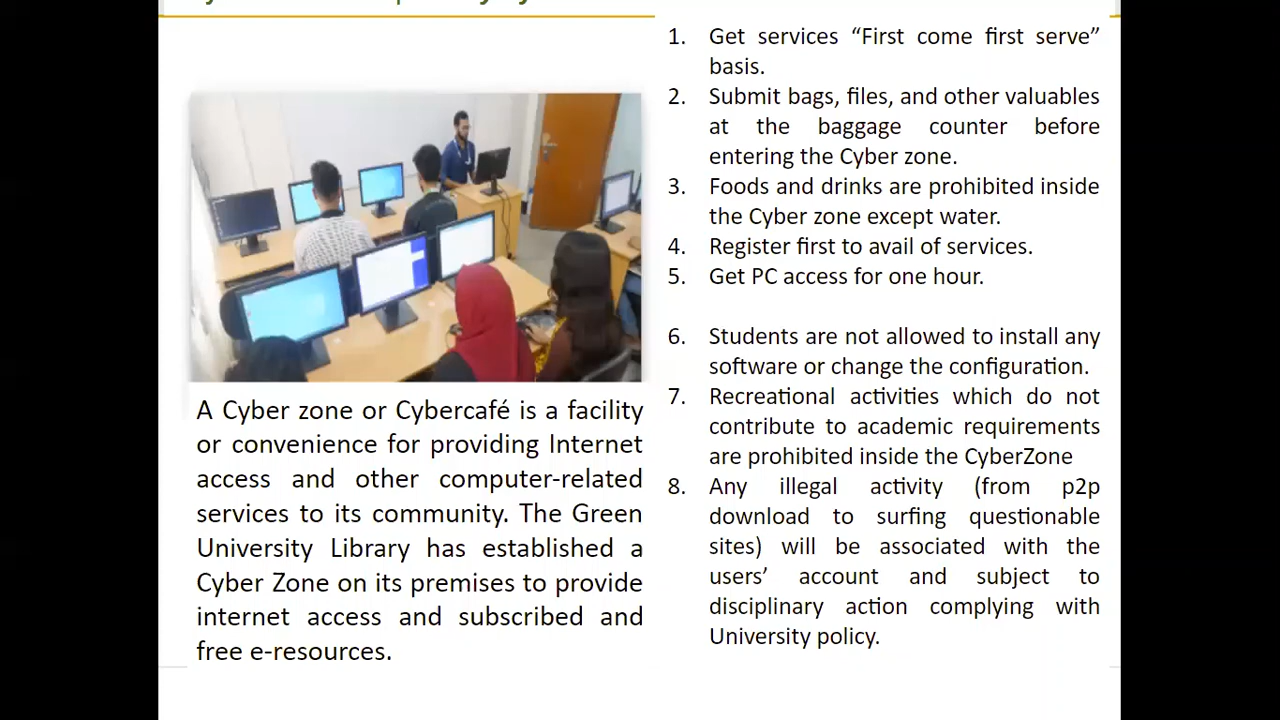 A Cyber zone or Cybercafé is a facility
or convenience for providing Internet
access and other computer-related
services to its community. The Green
University Library has established a
Cyber Zone on its premises to provide
internet access and subscribed and
free e-resources.
1. Get services “First come first serve”
basis.
2. Submit bags, files, and other valuables
at the baggage counter before
entering the Cyber zone.
3. Foods and drinks are prohibited inside
the Cyber zone except water.
4. Register first to avail of services.
5. Get PC access for one hour.
6. Students are not allowed to install any
software or change the configuration.
7. Recreational activities which do not
contribute to academic requirements
are prohibited inside the CyberZone
8. Any illegal activity (from p2p
download to surfing questionable
sites) will be associated with the
users’ account and subject to
disciplinary action complying with
University policy.